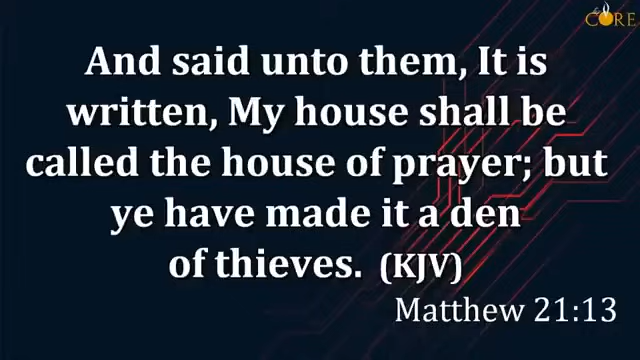 the
CORE
And said unto them, It is
written, My house shall be
called the house of prayer; but
ye have made it a den
of thieves. (KJV)
Matthew 21:13